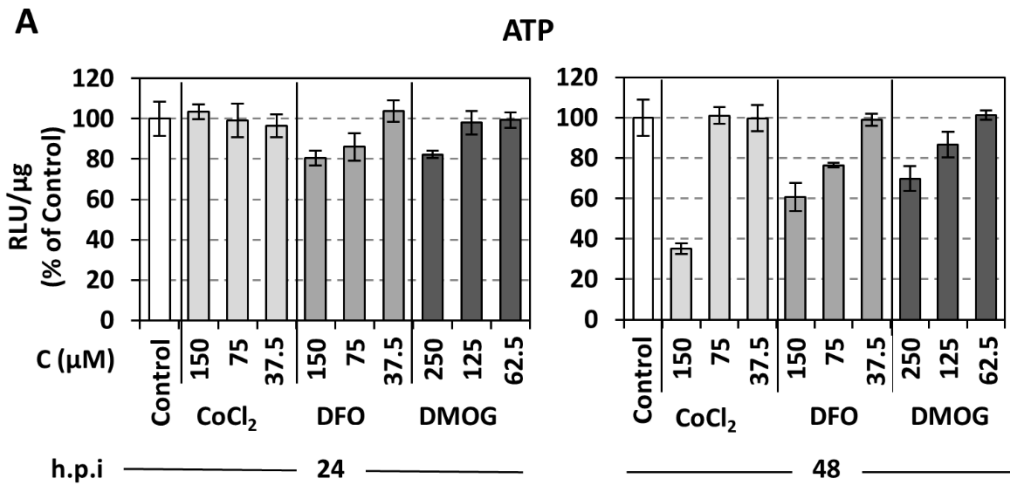 A
ATP
RLU/µg
(% of Control)
120
100
80
60
40
20
0
120
100
80
60
40
20
0
C (µM)
Control
150
75
37.5
150
75
37.5
250
125
62.5
Control
150
75
37.5
150
75
37.5
250
125
62.5
CoCl₂
DFO
DMOG
CoCl₂
DFO
DMOG
h.p.i
24
48